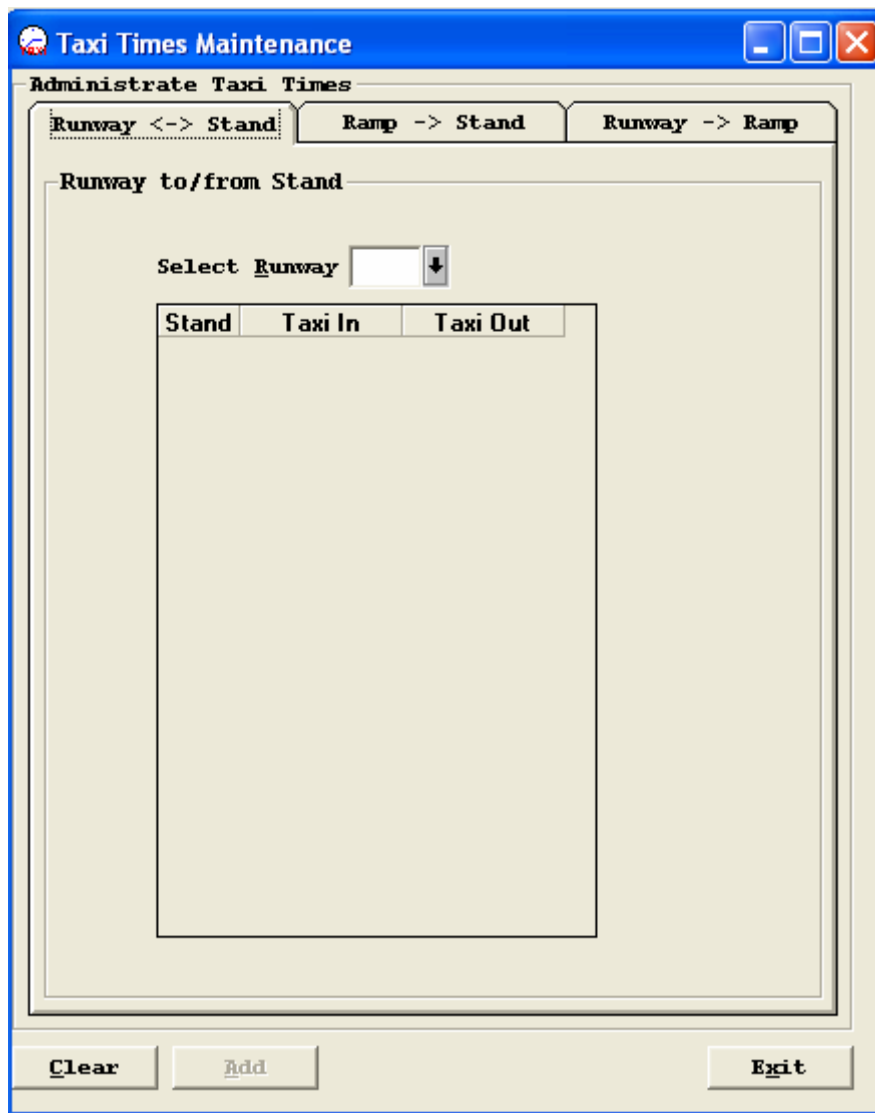 Taxi Times Maintenance
Administrate Taxi Times
Runway <-> Stand Ramp -> Stand Runway -> Ramp
Runway to/from Stand
Select Runway
Stand Taxi In Taxi Out
Clear Add Exit